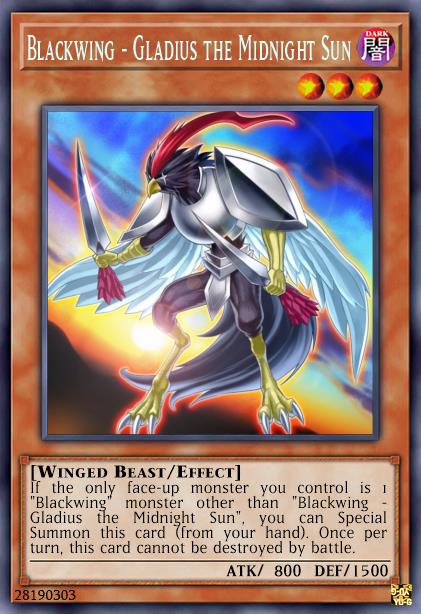 BLACKWING - GLADIUS THE MIDNIGHT SUN
DARK
闇
[WINGED BEAST/EFFECT]
If the only face-up monster you control is 1
"Blackwing" monster other than "Blackwing -
Gladius the Midnight Sun", you can Special
Summon this card (from your hand). Once per
turn, this card cannot be destroyed by battle.
ATK/ 800 DEF/1500
28190303